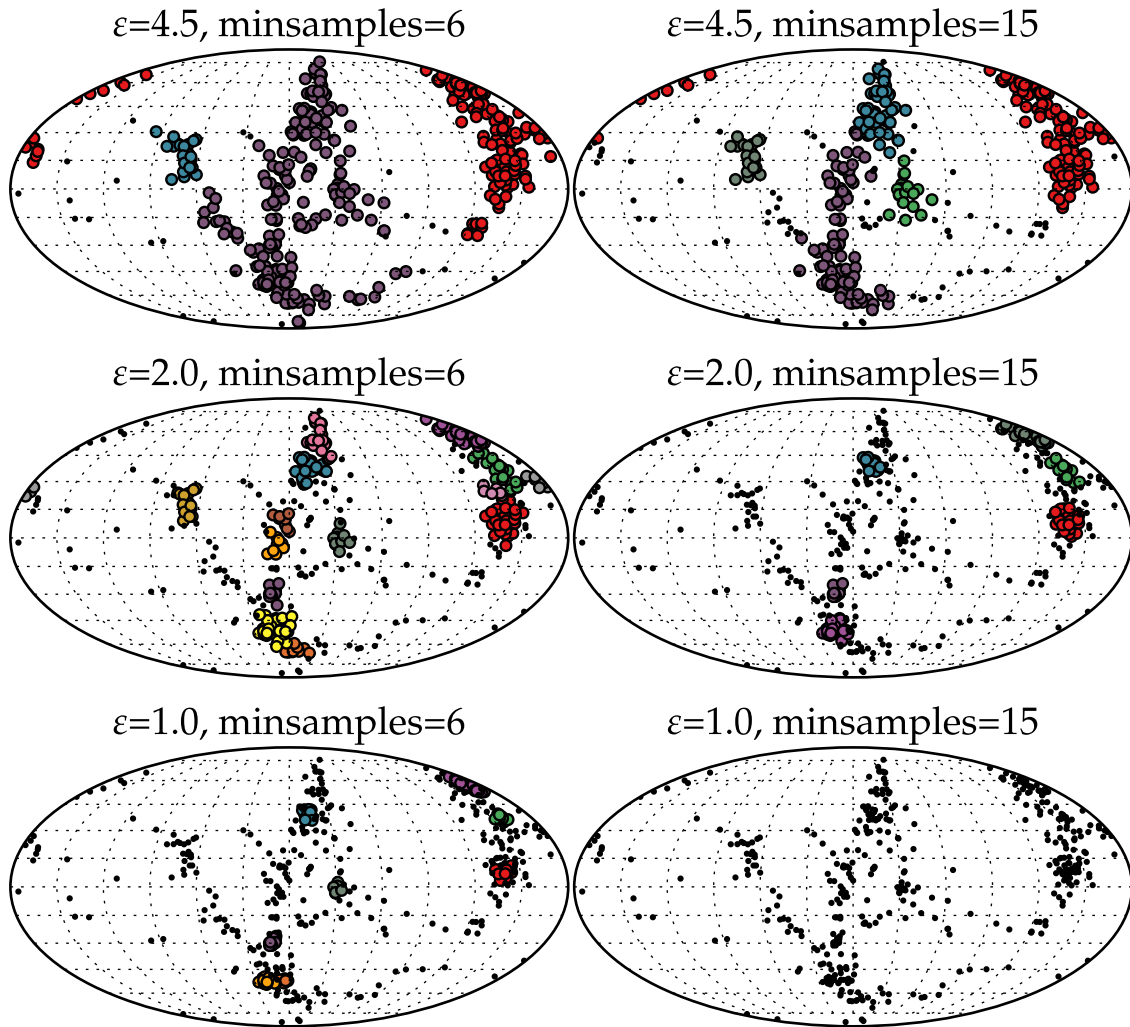 ε=4.5, minsamples=6
ε=4.5, minsamples=15
ε=2.0, minsamples=6
ε=2.0, minsamples=15
ε=1.0, minsamples=6
ε=1.0, minsamples=15